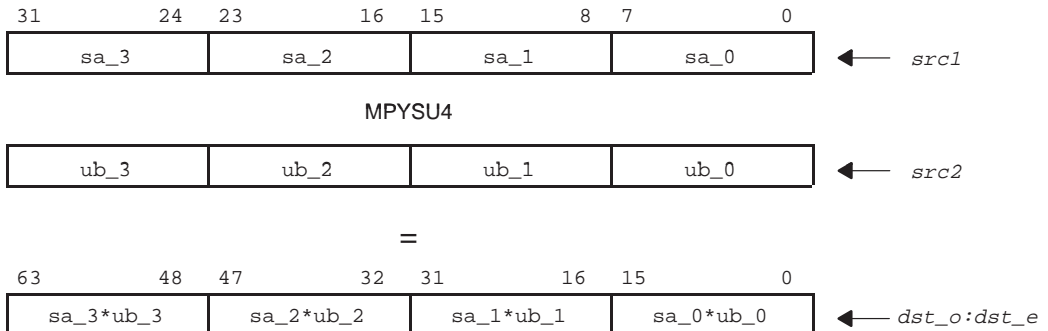 31 24 23 16 15 8 7 0
sa_3 sa_2 sa_1 sa_0 src1
MPYSU4
ub_3 ub_2 ub_1 ub_0 src2
=
63 48 47 32 31 16 15 0
sa_3*ub_3 sa_2*ub_2 sa_1*ub_1 sa_0*ub_0 dst_o:dst_e